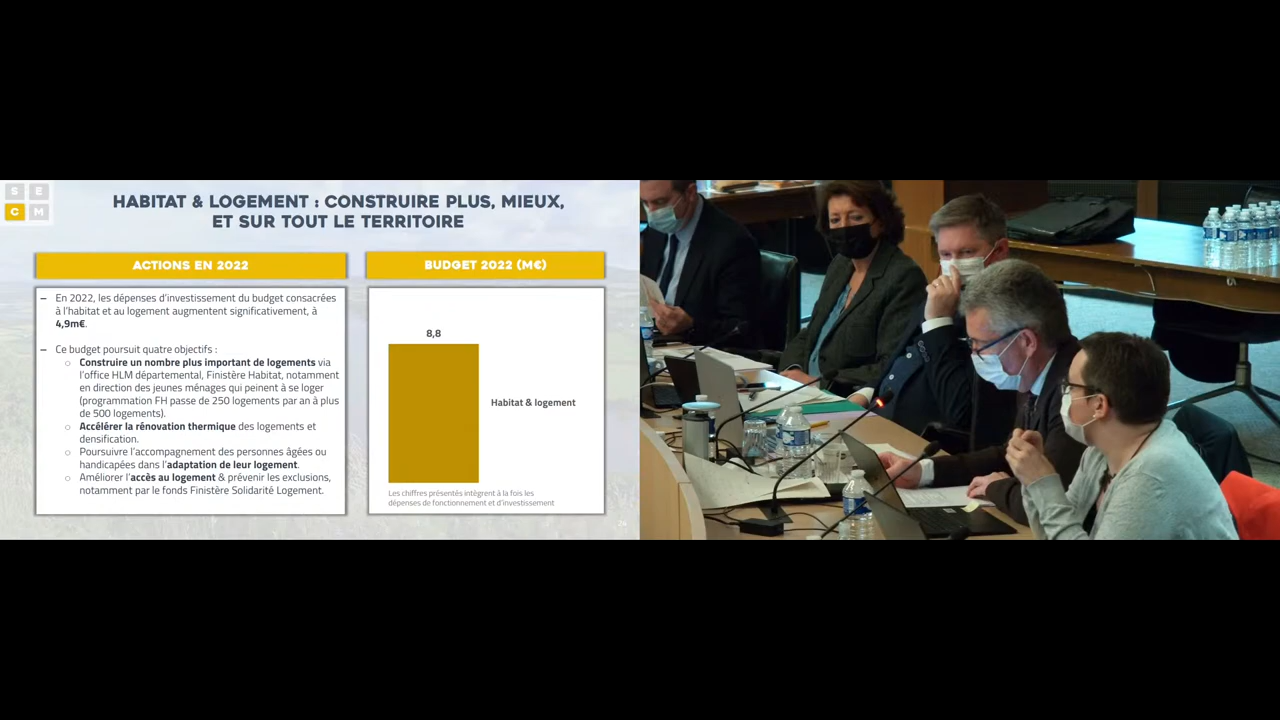 S E
C M
HABITAT & LOGEMENT : CONSTRUIRE PLUS, MIEUX,
ET SUR TOUT LE TERRITOIRE
ACTIONS EN 2022
– En 2022, les dépenses d'investissement du budget consacrées
à l'habitat et au logement augmentent significativement, à
4,9m€.
– Ce budget poursuit quatre objectifs :
○ Construire un nombre plus important de logements via
l'office HLM départemental, Finistère Habitat, notamment
en direction des jeunes ménages qui peinent à se loger
(programmation FH passe de 250 logements par an à plus
de 500 logements).
○ Accélérer la rénovation thermique des logements et
densification.
○ Poursuivre l'accompagnement des personnes âgées ou
handicapées dans l'adaptation de leur logement.
○ Améliorer l'accès au logement & prévenir les exclusions,
notamment par le fonds Finistère Solidarité Logement.
BUDGET 2022 (M€)
8,8
Habitat & logement
Les chiffres présentés intègrent à la fois les
dépenses de fonctionnement et d'investissement